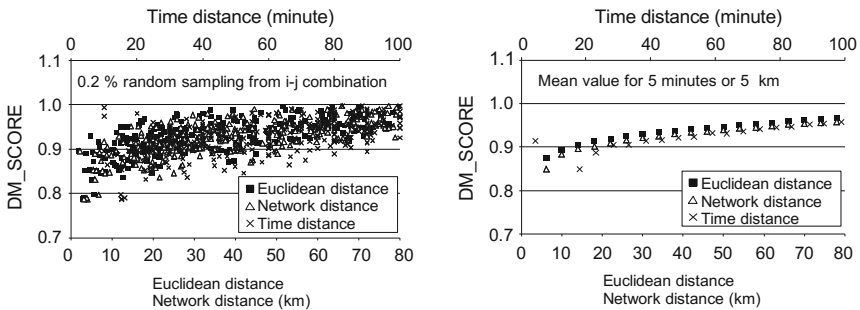 Time distance (minute)
0 20 40 60 80 100
DM_SCORE
1.1
1.0
0.9
0.8
0.7
0.2 % random sampling from i-j combination
Euclidean distance
Network distance
Time distance
0 10 20 30 40 50 60 70 80
Euclidean distance
Network distance (km)
Time distance (minute)
0 20 40 60 80 100
DM_SCORE
1.1
1.0
0.9
0.8
0.7
Mean value for 5 minutes or 5 km
Euclidean distance
Network distance
Time distance
0 10 20 30 40 50 60 70 80
Euclidean distance
Network distance (km)